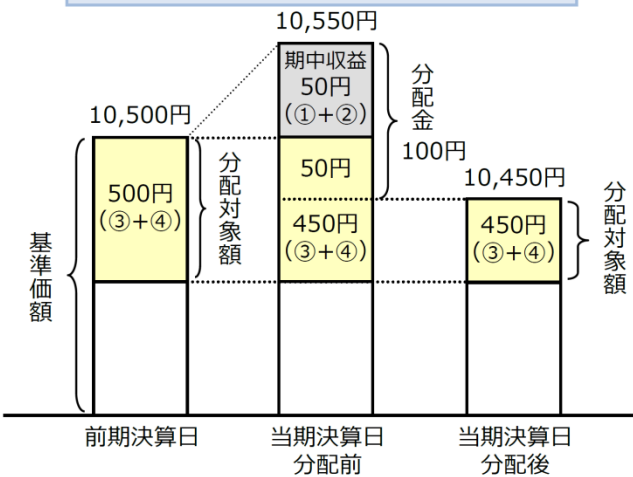 10,550円
期中収益
50円
(①+②)
分配金
100円
10,500円
500円
(③+④)
分配対象額
50円
450円
(③+④)
10,450円
450円
(③+④)
分配対象額
基準価額
前期決算日
当期決算日
分配前
当期決算日
分配後